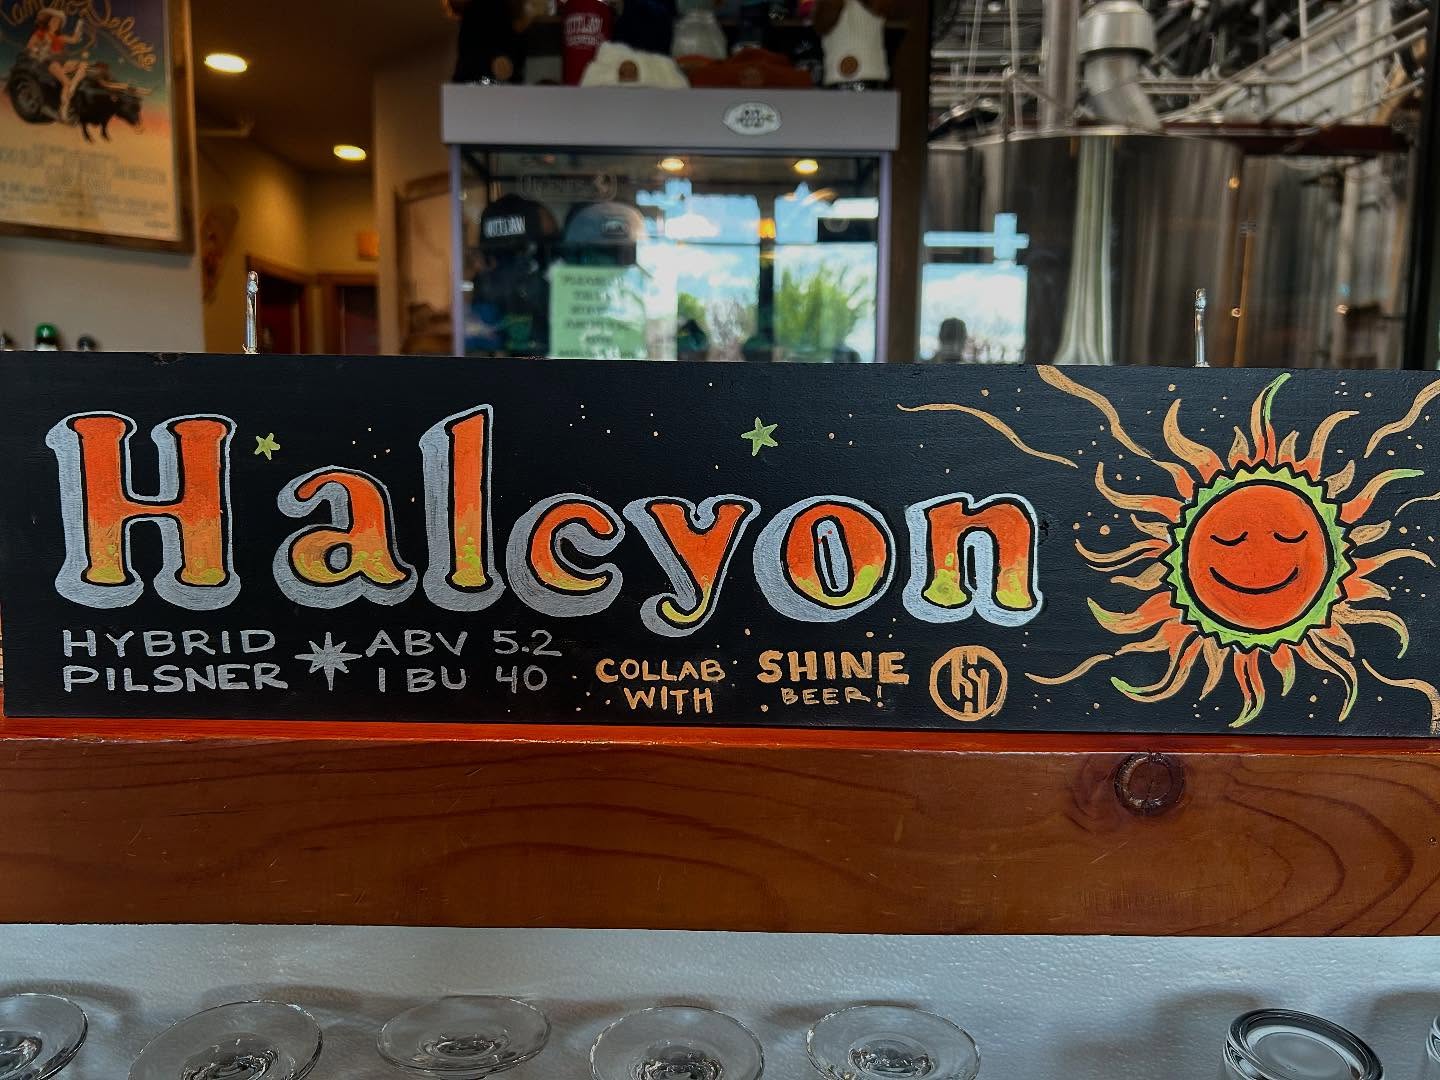 Halcyon
HYBRID
PILSNER
ABV 5.2
IBU 40
COLLAB
WITH
SHINE
BEER!